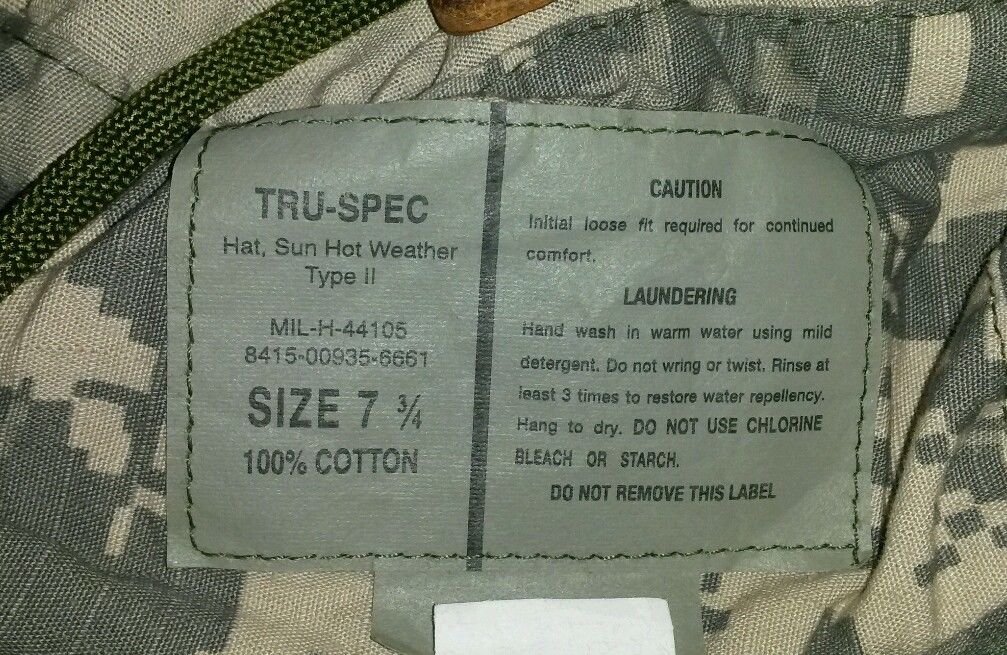 TRU-SPEC
Hat, Sun Hot Weather
Type II
MIL-H-44105
8415-00935-6661
SIZE 7 3/4
100% COTTON
CAUTION
Initial loose fit required for continued
comfort.
LAUNDERING
Hand wash in warm water using mild
detergent. Do not wring or twist. Rinse at
least 3 times to restore water repellency.
Hang to dry. DO NOT USE CHLORINE
BLEACH OR STARCH.
DO NOT REMOVE THIS LABEL